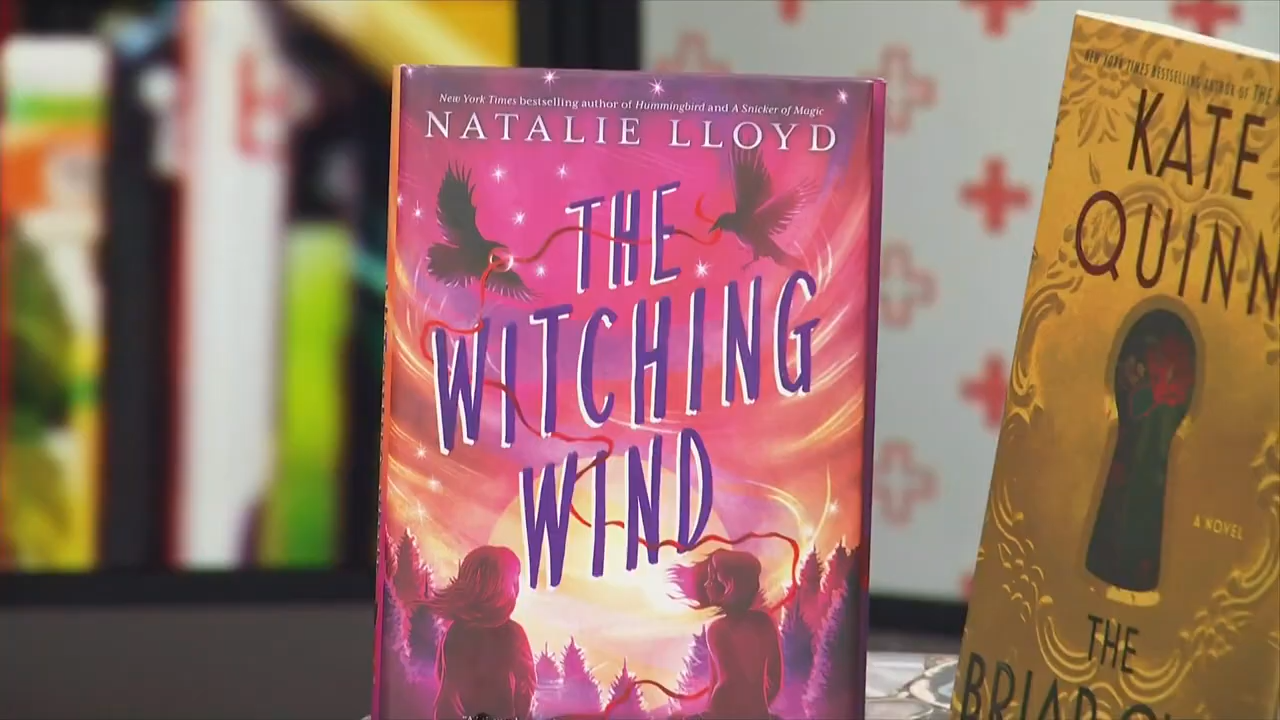 New York Times bestselling author of Hummingbird and A Snicker of Magic
NATALIE LLOYD
THE
WITCHING
WIND
NEW YORK TIMES BESTSELLING AUTHOR OF THE
KATE
QUINN
A NOVEL
THE